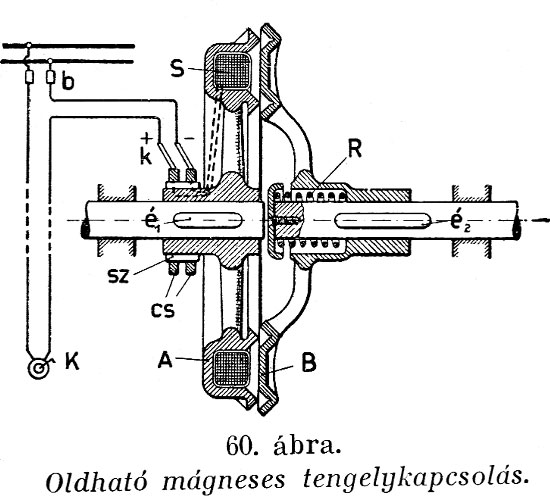 S
b
+
-
k
R
é1
é2
sz
cs
A
B
K
60. ábra.
Oldható mágneses tengelykapcsolás.